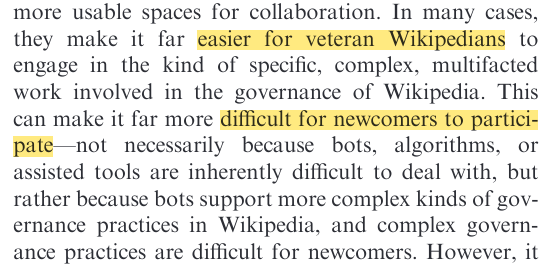 more usable spaces for collaboration. In many cases,
they make it far easier for veteran Wikipedians to
engage in the kind of specific, complex, multifacted
work involved in the governance of Wikipedia. This
can make it far more difficult for newcomers to partici-
pate—not necessarily because bots, algorithms, or
assisted tools are inherently difficult to deal with, but
rather because bots support more complex kinds of gov-
ernance practices in Wikipedia, and complex govern-
ance practices are difficult for newcomers. However, it